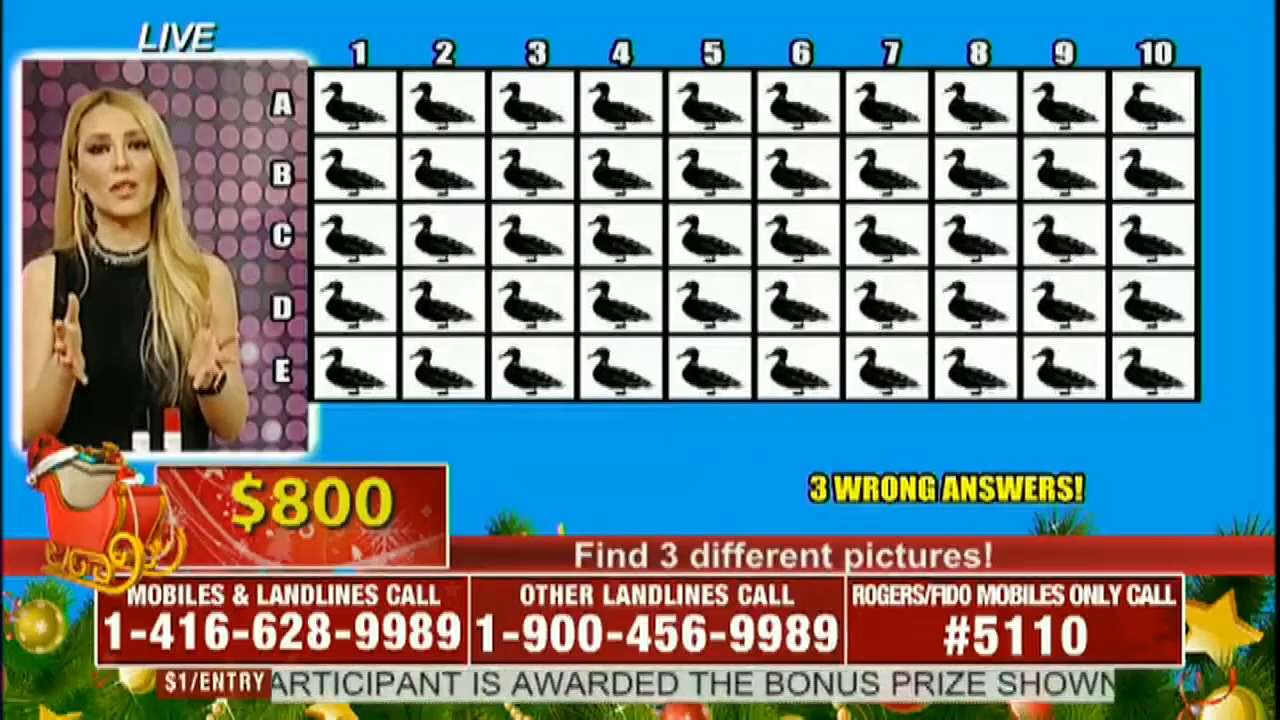 LIVE
1 2 3 4 5 6 7 8 9 10
A
B
C
D
E
$800
3 WRONG ANSWERS!
Find 3 different pictures!
MOBILES & LANDLINES CALL
1-416-628-9989
OTHER LANDLINES CALL
1-900-456-9989
ROGERS/FIDO MOBILES ONLY CALL
#5110
$1/ENTRY
ARTICIPANT IS AWARDED THE BONUS PRIZE SHOWN